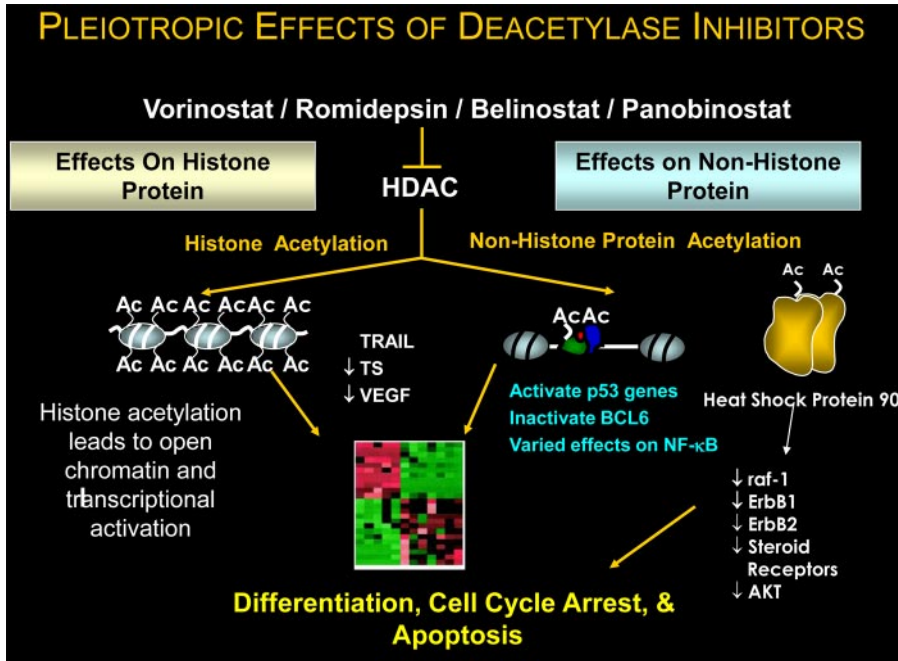 PLEIOTROPIC EFFECTS OF DEACETYLASE INHIBITORS
Vorinostat / Romidepsin / Belinostat / Panobinostat
Effects On Histone
Protein
Effects on Non-Histone
Protein
HDAC
Histone Acetylation
Non-Histone Protein Acetylation
Ac Ac Ac Ac Ac Ac
Ac Ac Ac Ac Ac Ac
TRAIL
↓ TS
↓ VEGF
AcAc
Ac Ac
Activate p53 genes
Inactivate BCL6
Varied effects on NF-κB
Heat Shock Protein 90
Histone acetylation
leads to open
chromatin and
transcriptional
activation
↓ raf-1
↓ ErbB1
↓ ErbB2
↓ Steroid
Receptors
↓ AKT
Differentiation, Cell Cycle Arrest, &
Apoptosis